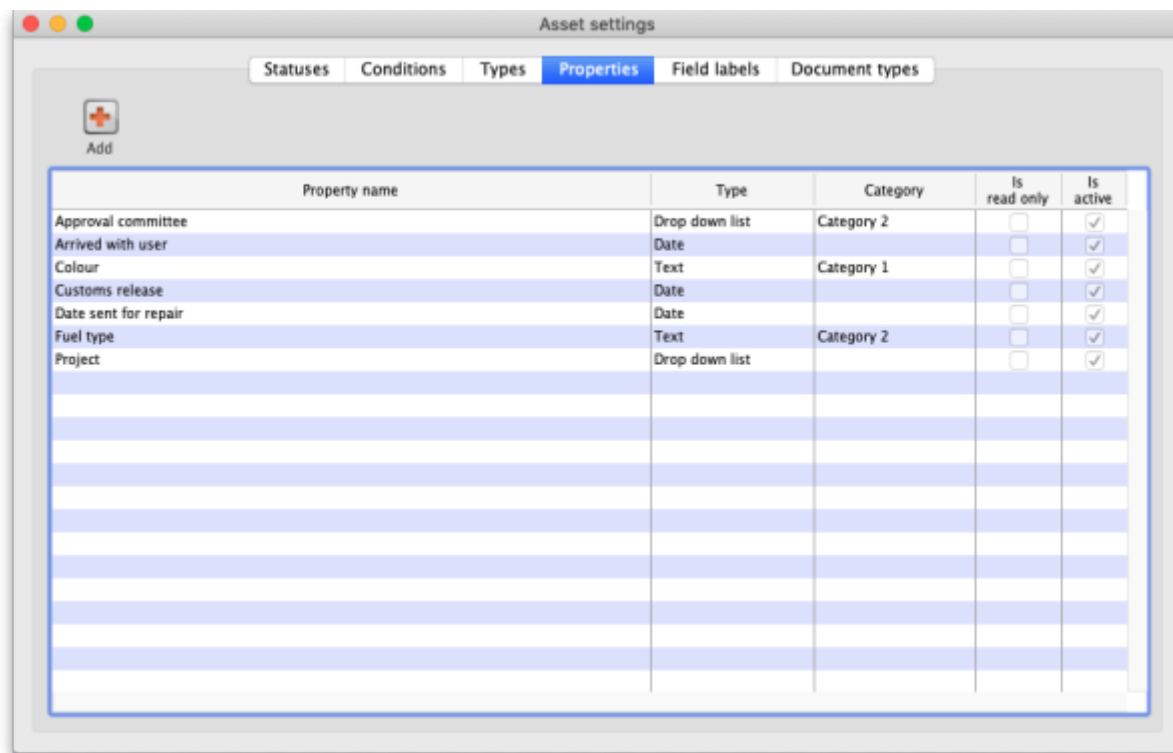 Asset settings
Statuses Conditions Types Properties Field labels Document types
Add
Property name Type Category Is read only Is active
Approval committee Drop down list Category 2
Arrived with user Date
Colour Text Category 1
Customs release Date
Date sent for repair Date
Fuel type Text Category 2
Project Drop down list